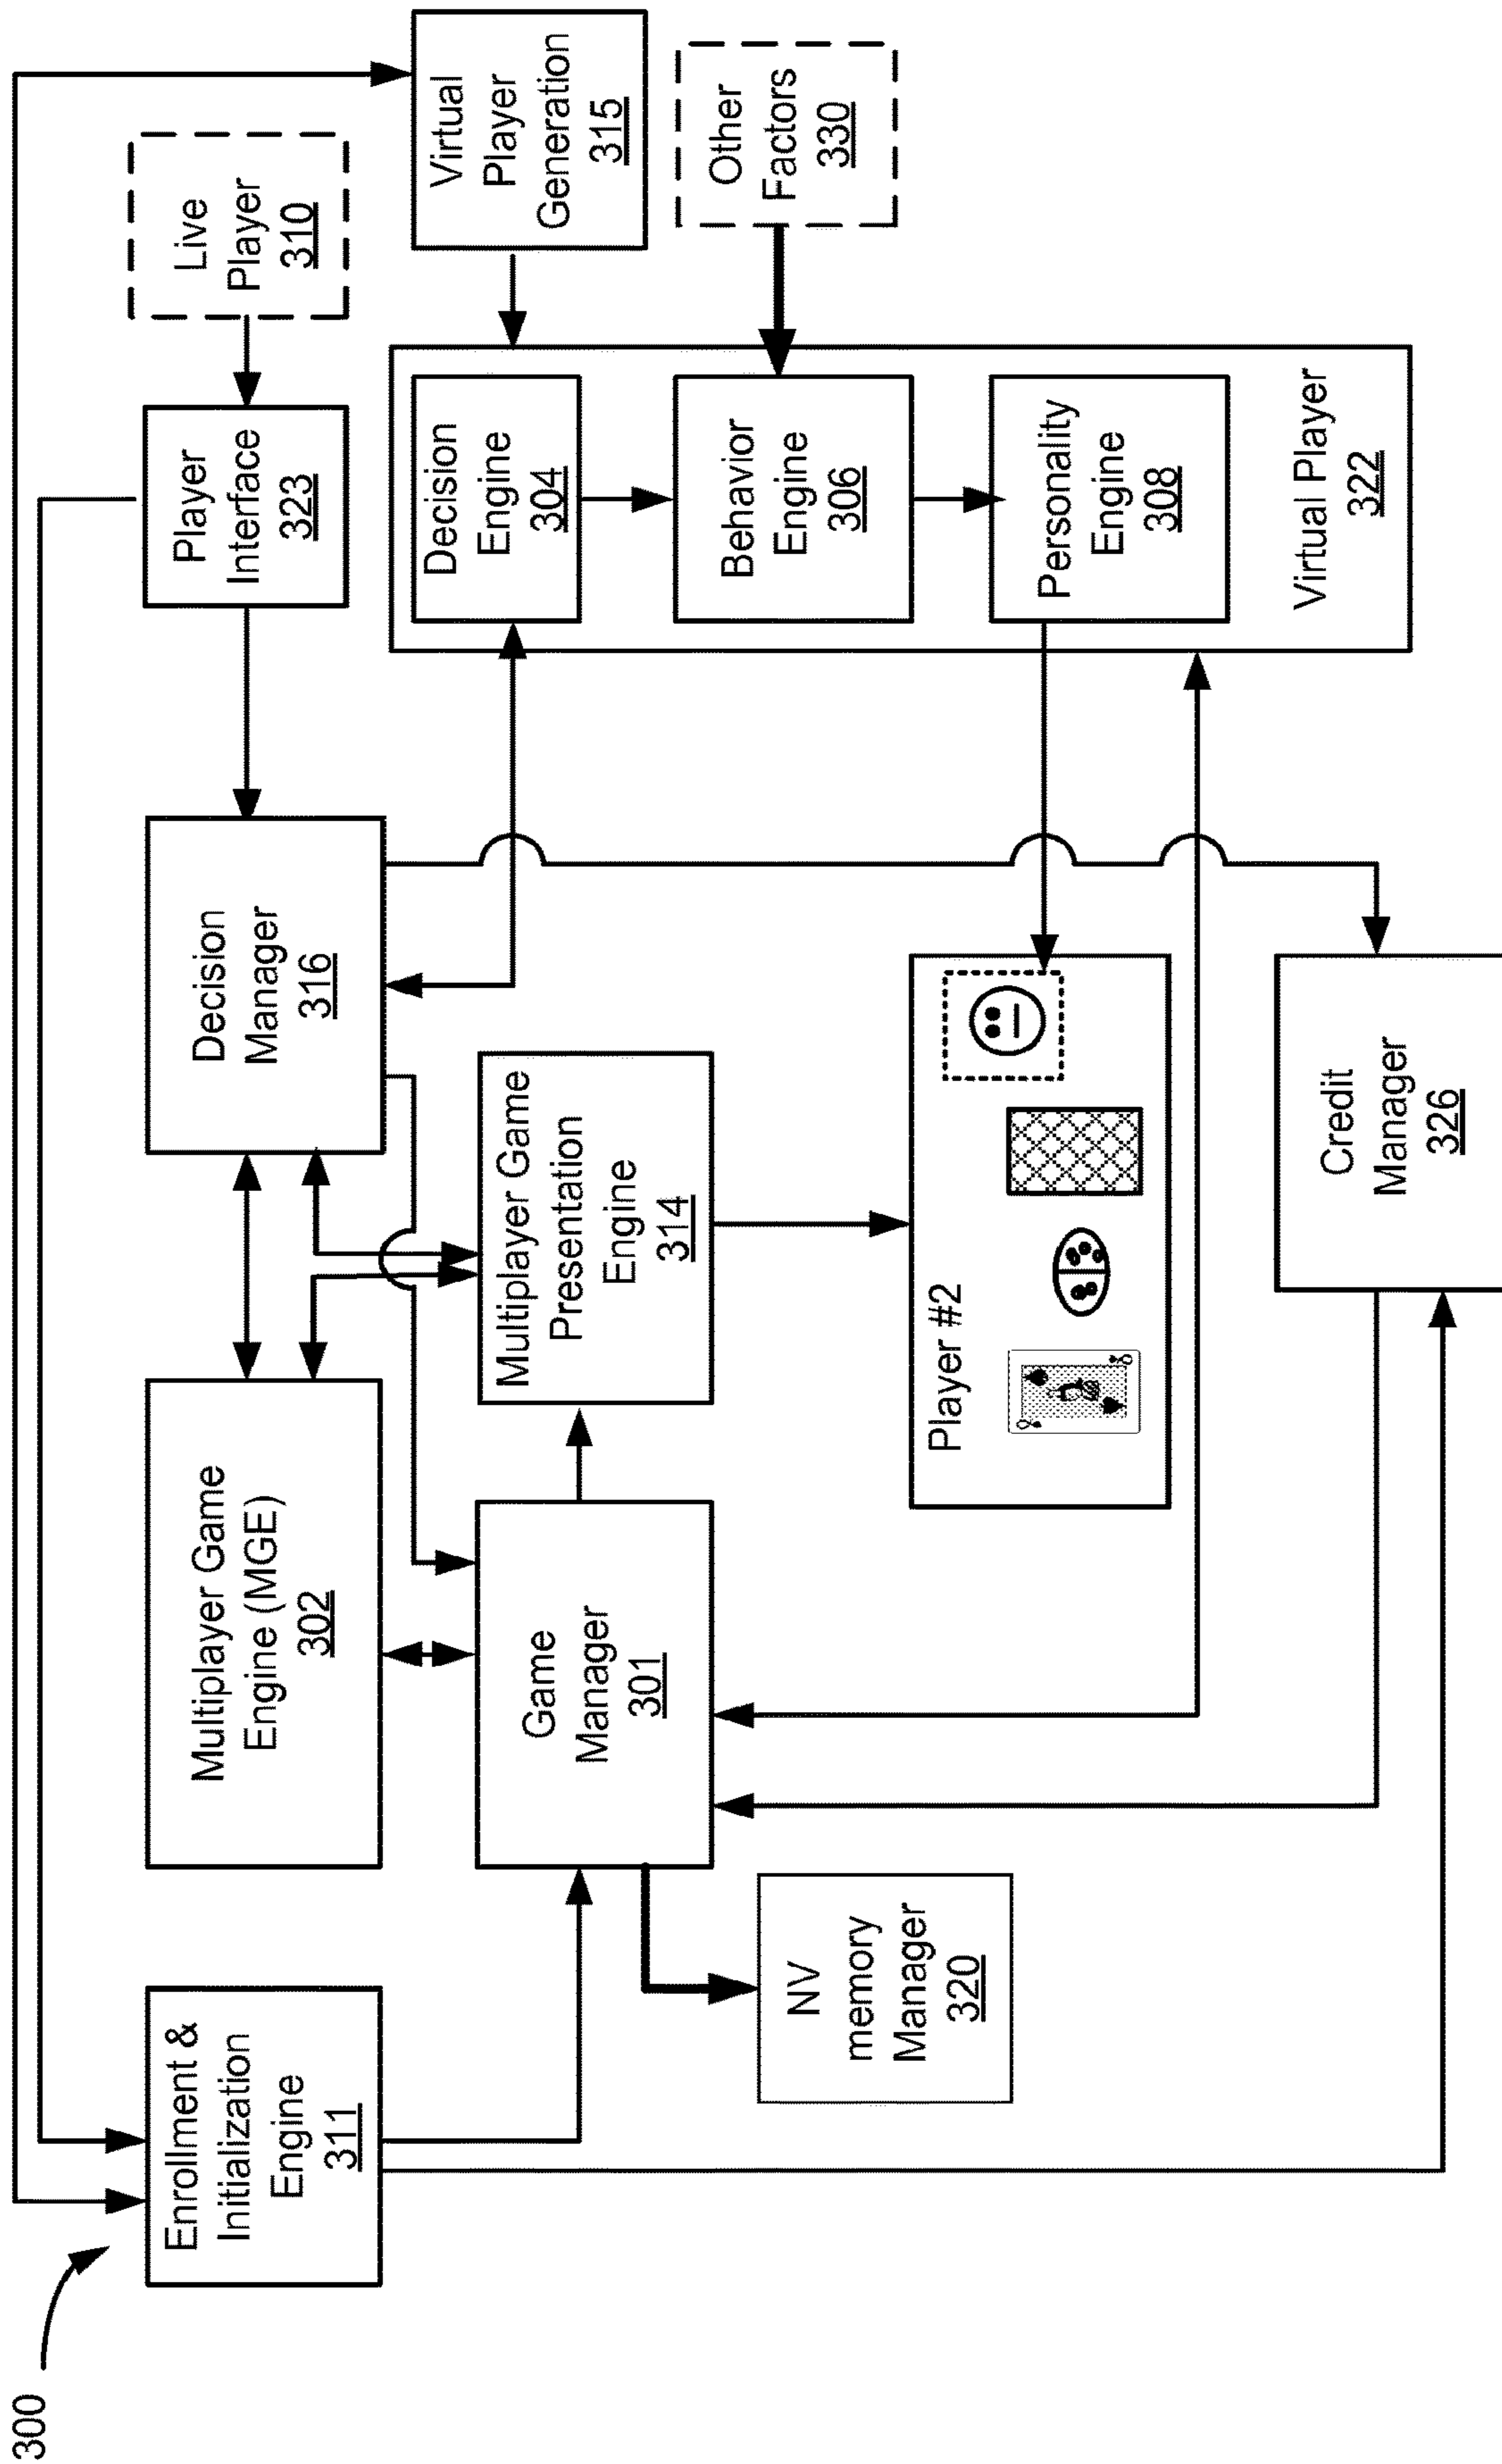 300
Enrollment &
Initialization
Engine
311
Multiplayer Game
Engine (MGE)
302
Decision
Manager
316
Player
Interface
323
Live
Player
310
Game
Manager
301
Multiplayer Game
Presentation
Engine
314
Decision
Engine
304
Virtual
Player
Generation
315
NV
memory
Manager
320
Player #2
Q
Q
Behavior
Engine
306
Other
Factors
330
Personality
Engine
308
Virtual Player
322
Credit
Manager
326